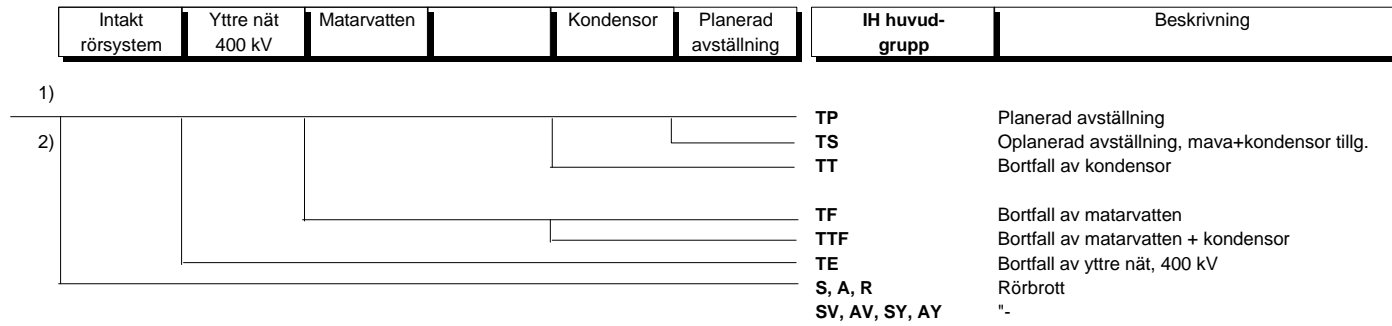 Intakt Yttre nät Matarvatten Kondensor Planerad IH huvud- Beskrivning
rörsystem 400 kV avställning grupp
1)
TP Planerad avställning
2) TS Oplanerad avställning, mava+kondensor tillg.
TT Bortfall av kondensor
TF Bortfall av matarvatten
TTF Bortfall av matarvatten + kondensor
TE Bortfall av yttre nät, 400 kV
S, A, R Rörbrott
SV, AV, SY, AY "-